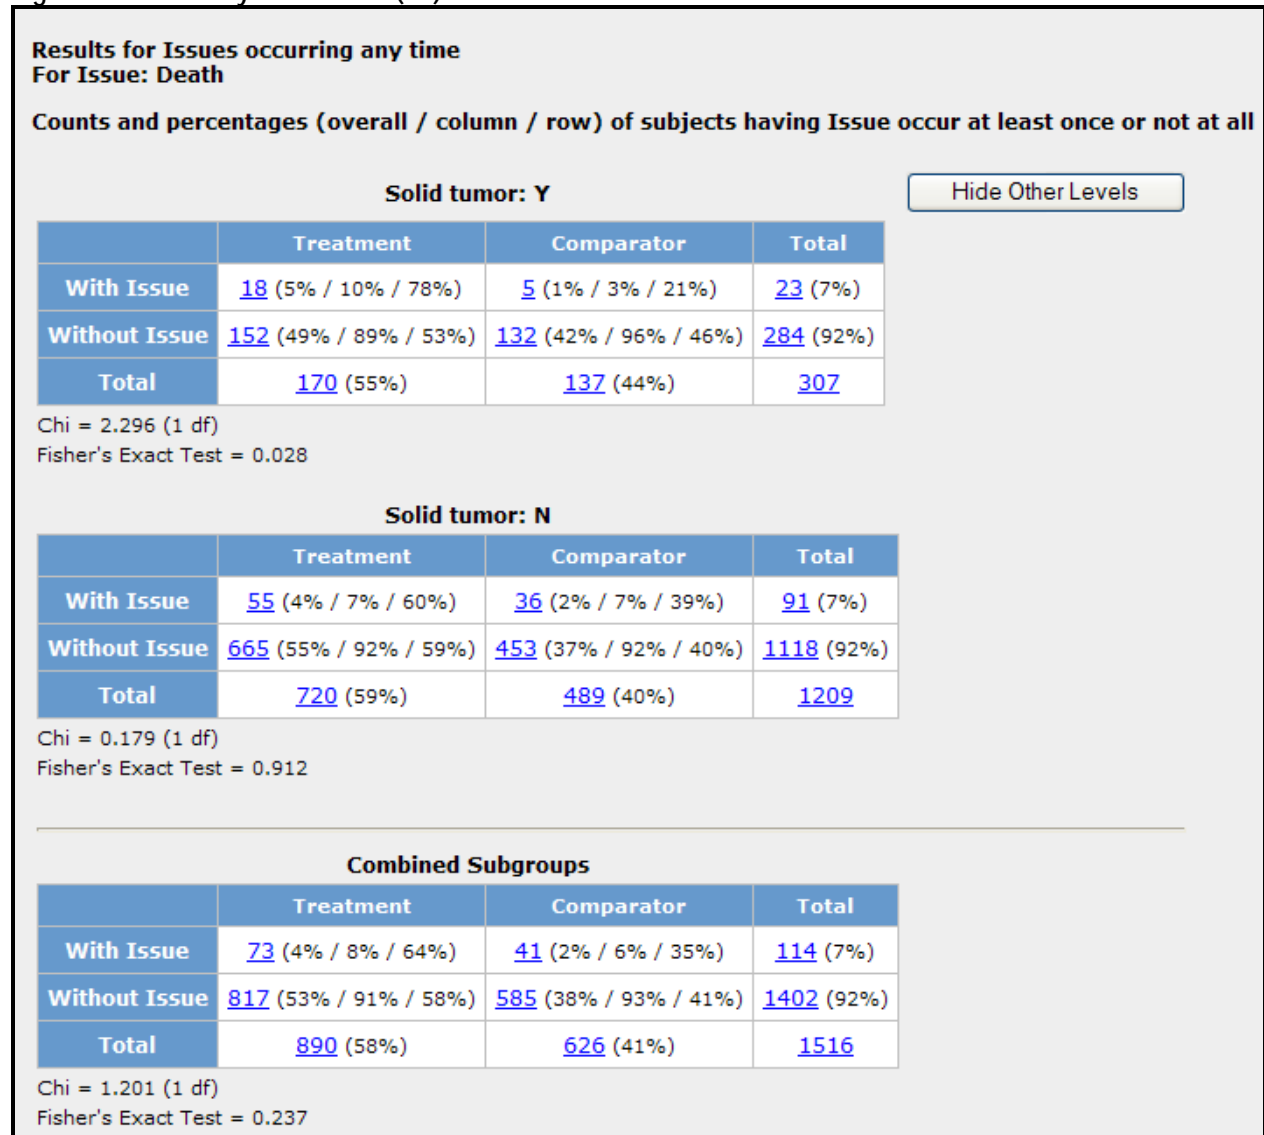 Results for Issues occurring any time
For Issue: Death
Counts and percentages (overall / column / row) of subjects having Issue occur at least once or not at all
Solid tumor: Y
Hide Other Levels
Treatment Comparator Total
With Issue 18 (5% / 10% / 78%) 5 (1% / 3% / 21%) 23 (7%)
Without Issue 152 (49% / 89% / 53%) 132 (42% / 96% / 46%) 284 (92%)
Total 170 (55%) 137 (44%) 307
Chi = 2.296 (1 df)
Fisher's Exact Test = 0.028
Solid tumor: N
Treatment Comparator Total
With Issue 55 (4% / 7% / 60%) 36 (2% / 7% / 39%) 91 (7%)
Without Issue 665 (55% / 92% / 59%) 453 (37% / 92% / 40%) 1118 (92%)
Total 720 (59%) 489 (40%) 1209
Chi = 0.179 (1 df)
Fisher's Exact Test = 0.912
Combined Subgroups
Treatment Comparator Total
With Issue 73 (4% / 8% / 64%) 41 (2% / 6% / 35%) 114 (7%)
Without Issue 817 (53% / 91% / 58%) 585 (38% / 93% / 41%) 1402 (92%)
Total 890 (58%) 626 (41%) 1516
Chi = 1.201 (1 df)
Fisher's Exact Test = 0.237